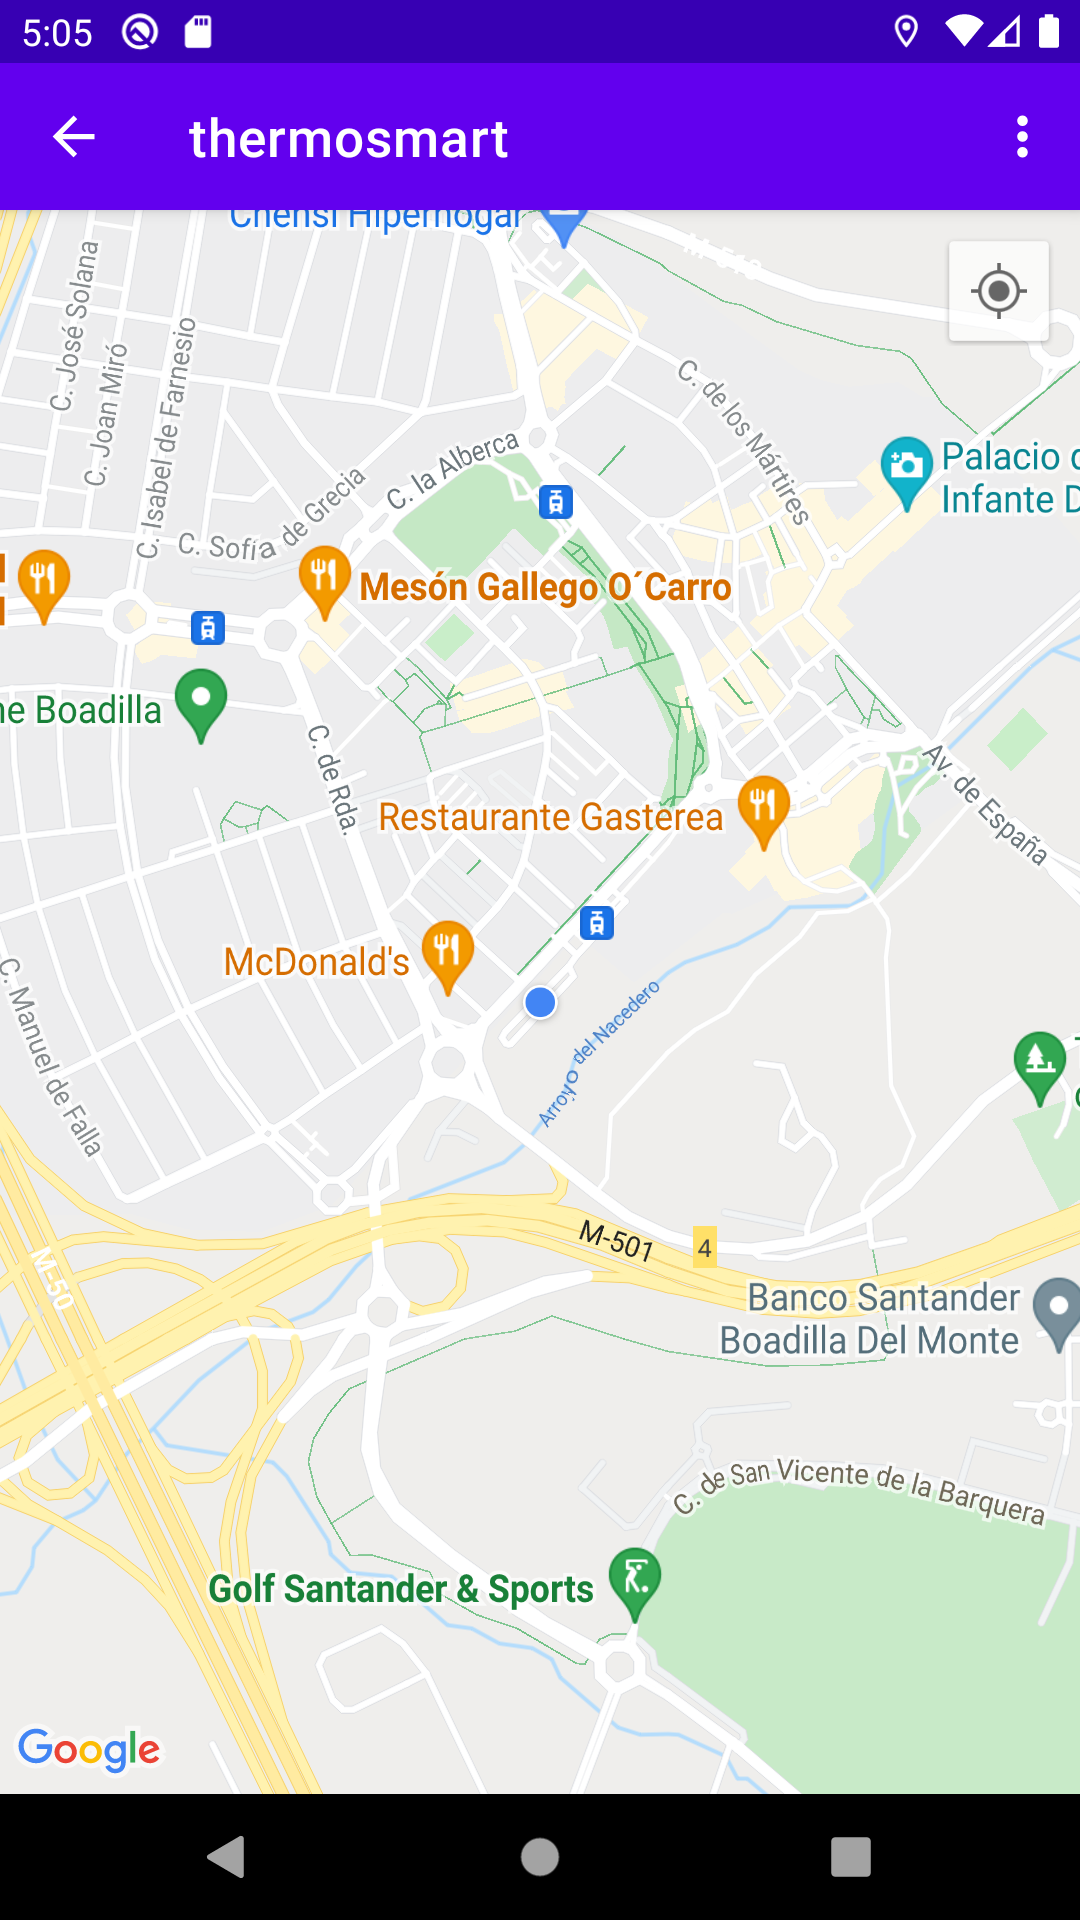 5:05
thermosmart
Chensi Hipernogar
M-513
C. José Solana
C. Joan Miró
C. Isabel de Farnesio
C. de los Mártires
C. la Alberca
Palacio
Infante D
C. Sofía de Grecia
Mesón Gallego O´Carro
ne Boadilla
C. de Rda.
Av. de España
Restaurante Gasterea
McDonald's
C. Manuel de Falla
Arroyo del Nacedero
M-501
4
M-50
Banco Santander
Boadilla Del Monte
C. de San Vicente de la Barquera
Golf Santander & Sports
Google